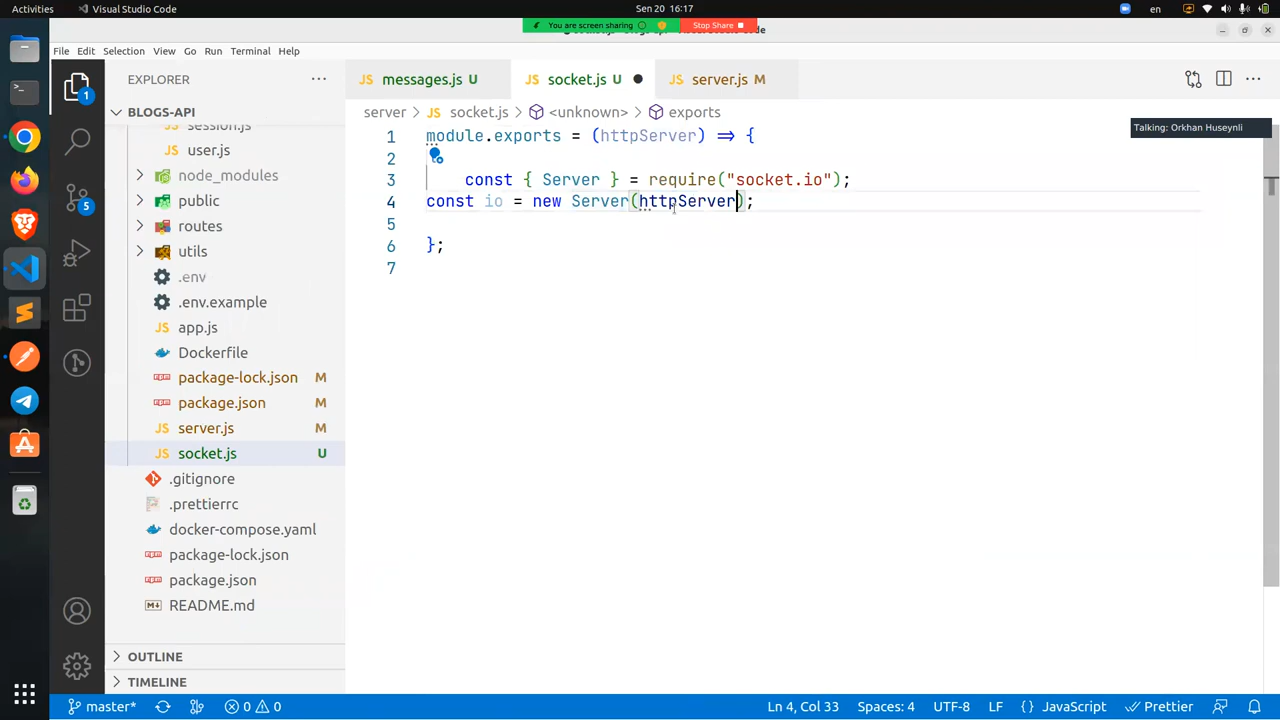 Activities
Visual Studio Code
Sen 20 16:17
en
You are screen sharing
Stop Share
File Edit Selection View Go Run Terminal Help
EXPLORER
messages.js U
socket.js U
server.js M
BLOGS-API
server > socket.js > <unknown> > exports
Talking: Orkhan Huseynli
session.js
user.js
node_modules
public
routes
utils
.env
.env.example
app.js
Dockerfile
package-lock.json M
package.json M
server.js M
socket.js U
.gitignore
.prettierrc
docker-compose.yaml
package-lock.json
package.json
README.md
OUTLINE
TIMELINE
1 module.exports = (httpServer) => {
2
3 const { Server } = require("socket.io");
4 const io = new Server(httpServer);
5
6 };
7
1
5
master*
0 0
Ln 4, Col 33
Spaces: 4
UTF-8
LF
{ } JavaScript
Prettier